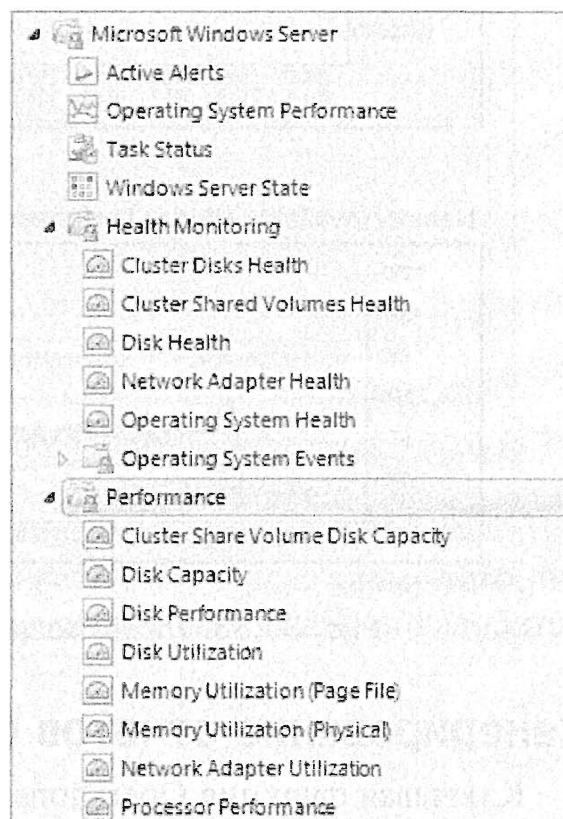 Microsoft Windows Server
Active Alerts
Operating System Performance
Task Status
Windows Server State
Health Monitoring
Cluster Disks Health
Cluster Shared Volumes Health
Disk Health
Network Adapter Health
Operating System Health
Operating System Events
Performance
Cluster Share Volume Disk Capacity
Disk Capacity
Disk Performance
Disk Utilization
Memory Utilization (Page File)
Memory Utilization (Physical)
Network Adapter Utilization
Processor Performance